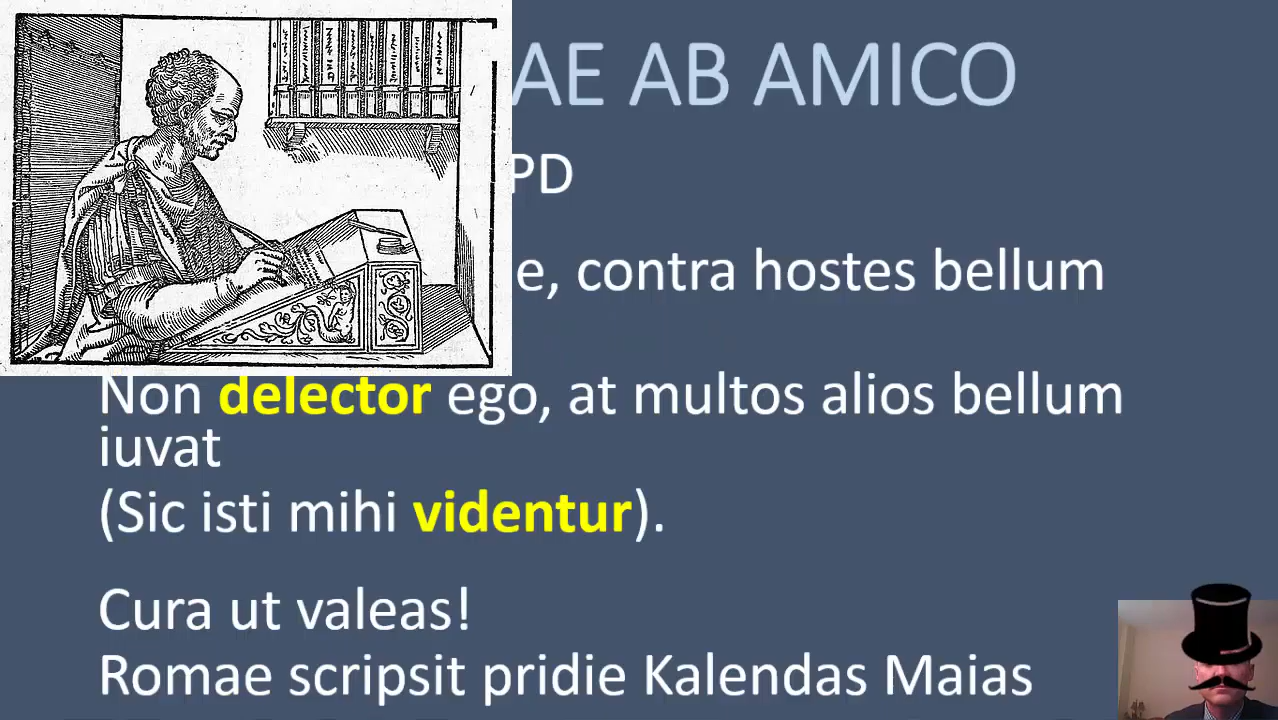 AE AB AMICO
PD
e, contra hostes bellum
Non delector ego, at multos alios bellum
iuvat
(Sic isti mihi videntur).
Cura ut valeas!
Romae scripsit pridie Kalendas Maias